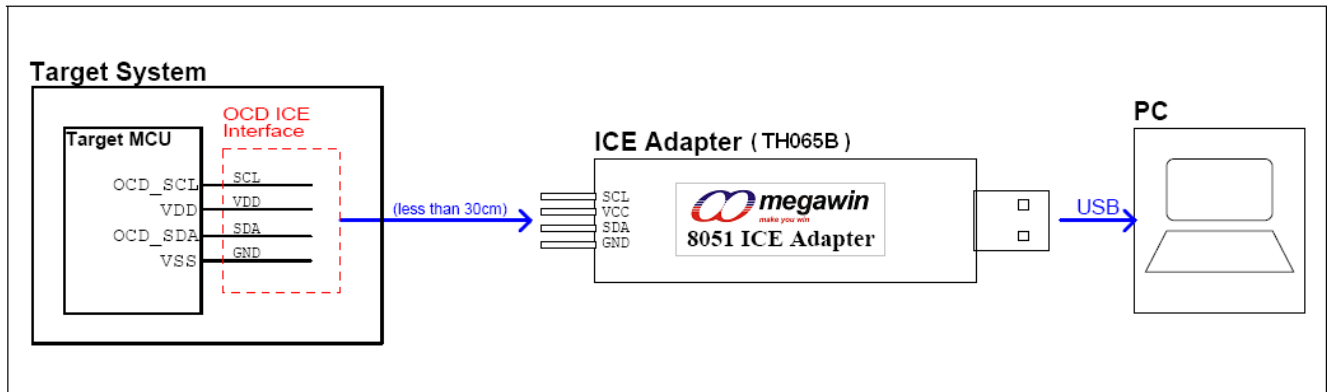 Target System
OCD ICE
Interface
Target MCU
OCD_SCL
VDD
OCD_SDA
VSS
SCL
VDD
SDA
GND
(less than 30cm)
ICE Adapter ( TH065B )
SCL
VCC
SDA
GND
megawin
make you win
8051 ICE Adapter
USB
PC